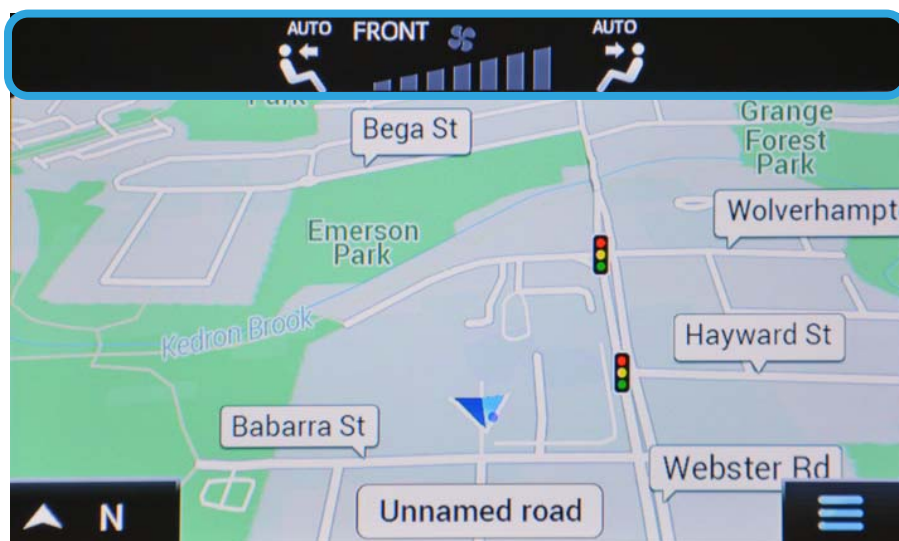 AUTO
FRONT
AUTO
Park
Bega St
Grange
Forest
Park
Wolverhampt
Emerson
Park
Kedron Brook
Hayward St
Babarra St
Webster Rd
Unnamed road
N